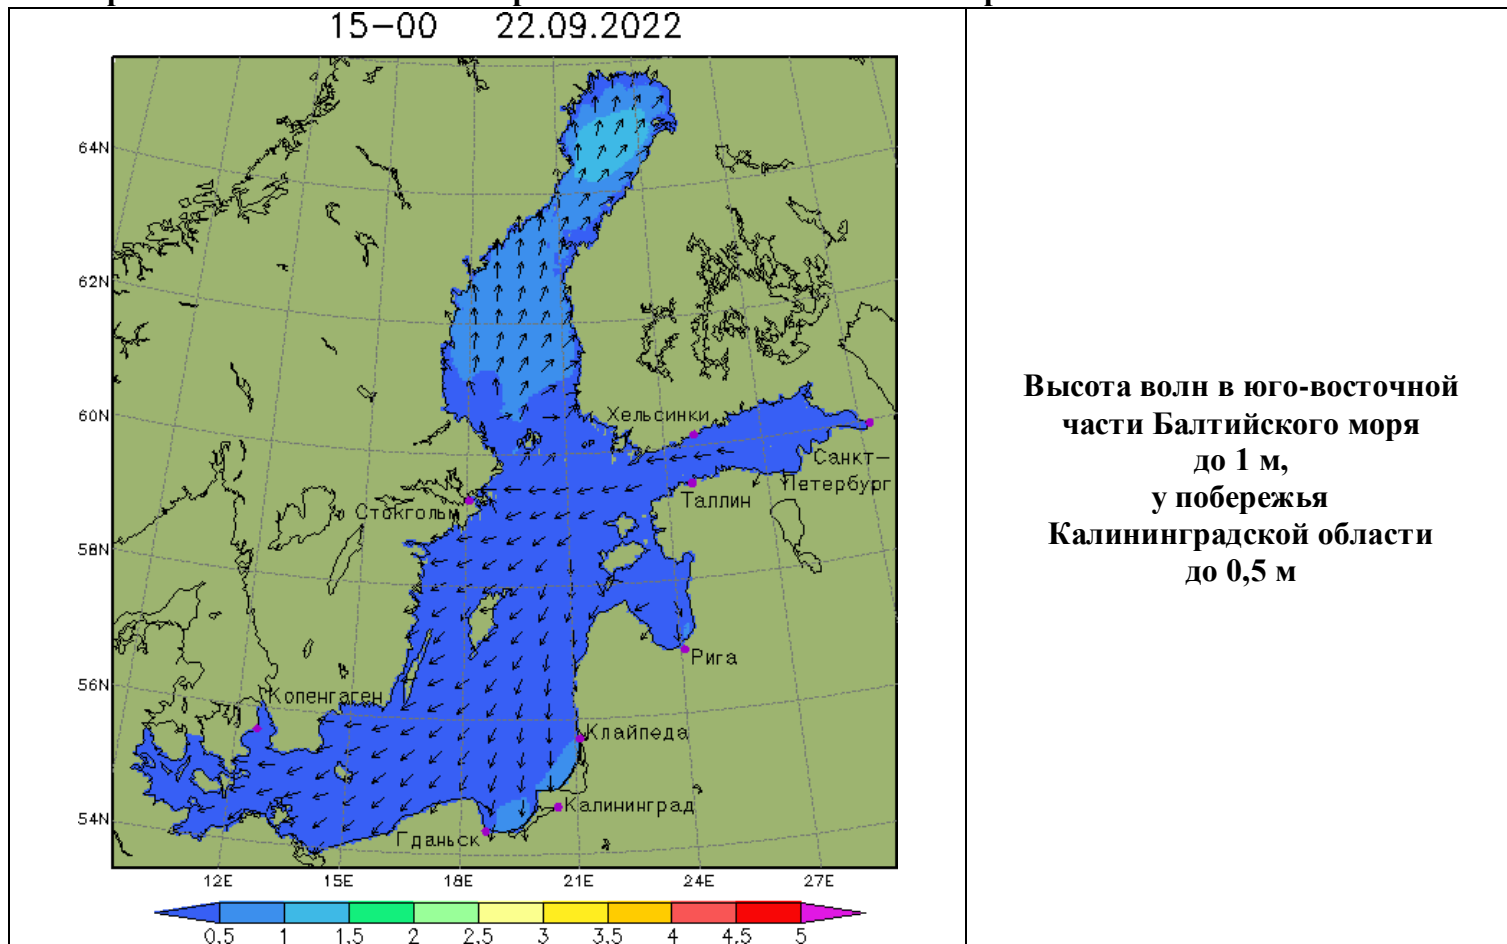 15-00 22.09.2022
64N
62N
60N
58N
56N
54N
Хельсинки
Санкт-
Петербург
Таллин
Стокгольм
Рига
Копенгаген
Клайпеда
Калининград
Гданьск
12E 15E 18E 21E 24E 27E
0,5 1 1,5 2 2,5 3 3,5 4 4,5 5
Высота волн в юго-восточной
части Балтийского моря
до 1 м,
у побережья
Калининградской области
до 0,5 м